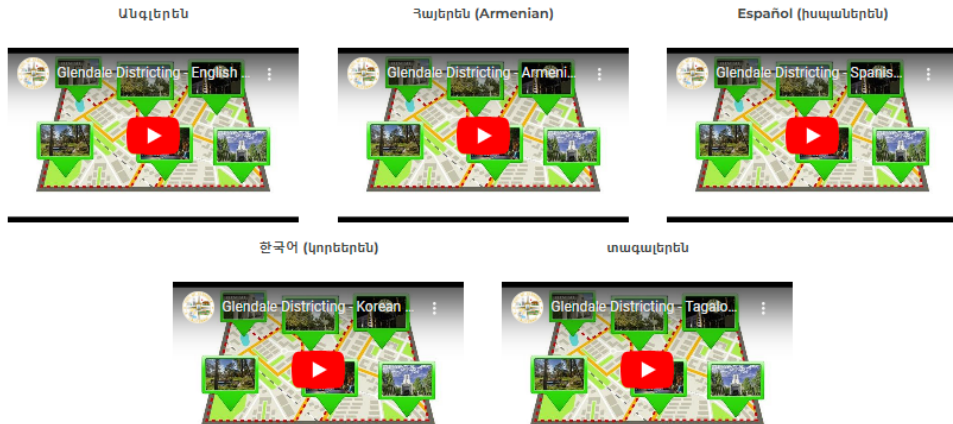 Անգլերեն
Հայերեն (Armenian)
Español (իսպաներեն)
Glendale Districting - English ...
Glendale Districting - Armeni...
Glendale Districting - Spanis...
한국어 (կորեերեն)
տագալերեն
Glendale Districting - Korean ...
Glendale Districting - Tagalo...